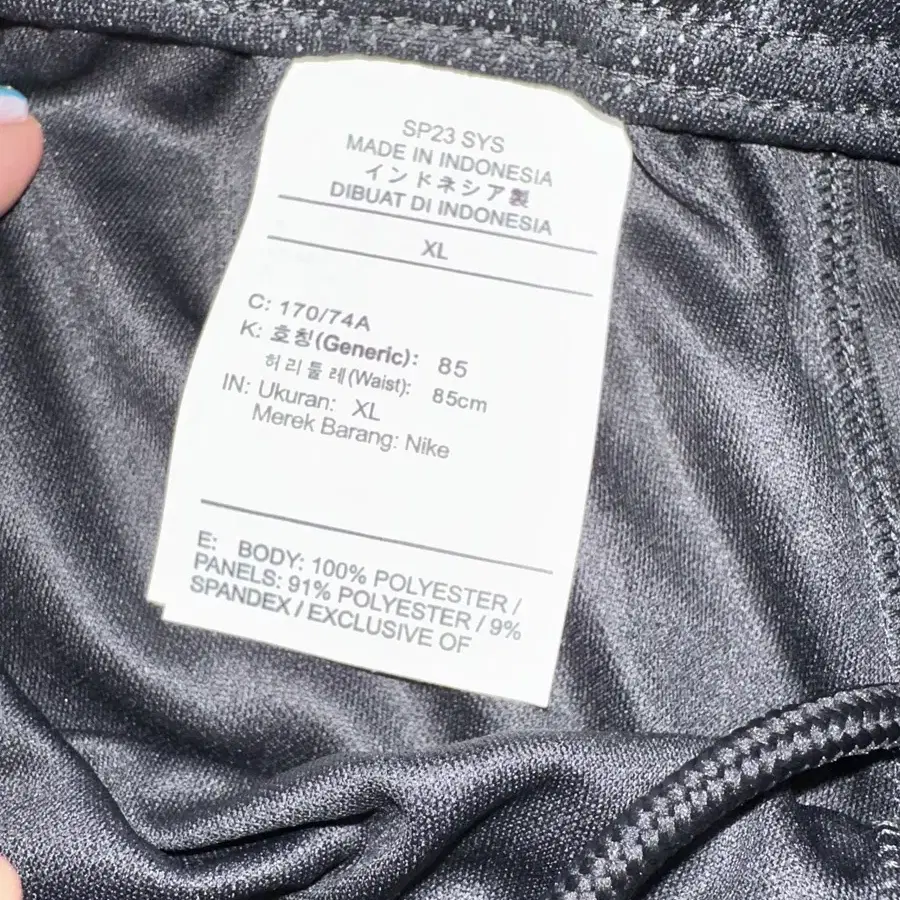 SP23 SYS
MADE IN INDONESIA
インドネシア製
DIBUAT DI INDONESIA
XL
C: 170/74A
K: 호칭(Generic): 85
허리둘레(Waist): 85cm
IN: Ukuran: XL
Merek Barang: Nike
E: BODY: 100% POLYESTER /
PANELS: 91% POLYESTER / 9%
SPANDEX / EXCLUSIVE OF